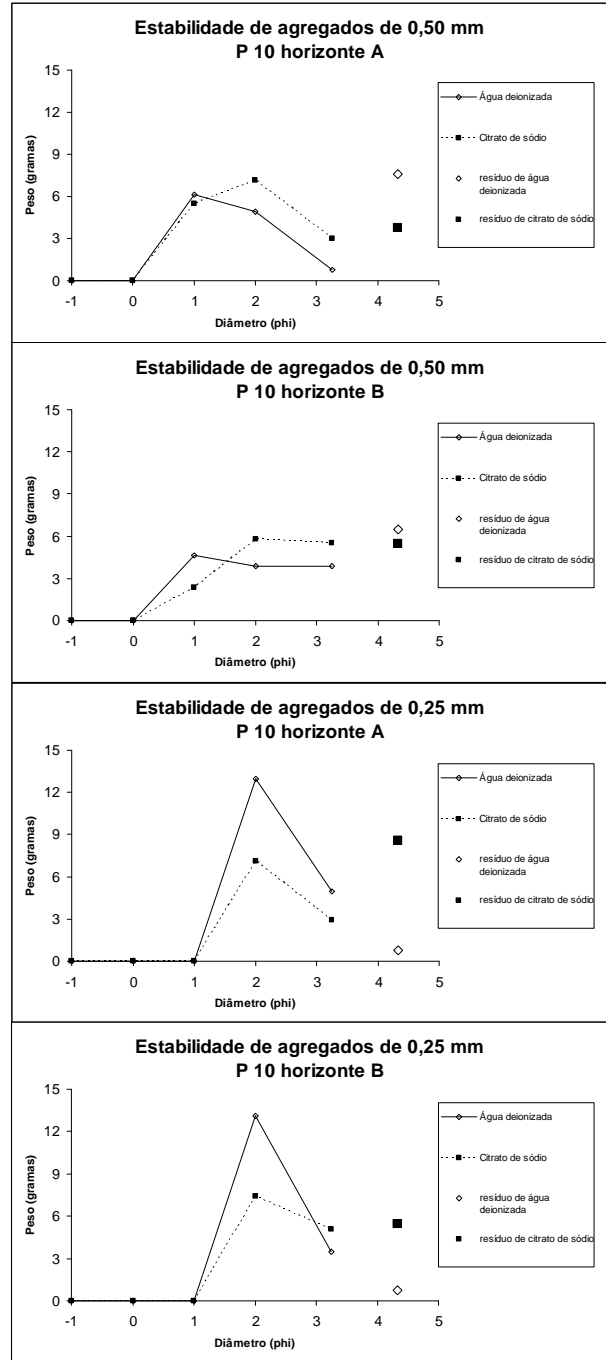 Estabilidade de agregados de 0,50 mm
P 10 horizonte A
15
12
9
6
3
0
Peso (gramas)
-1 0 1 2 3 4 5
Diâmetro (phi)
Água deionizada
Citrato de sódio
resíduo de água
deionizada
resíduo de citrato de sódio
Estabilidade de agregados de 0,50 mm
P 10 horizonte B
15
12
9
6
3
0
Peso (gramas)
-1 0 1 2 3 4 5
Diâmetro (phi)
Água deionizada
Citrato de sódio
resíduo de água
deionizada
resíduo de citrato de sódio
Estabilidade de agregados de 0,25 mm
P 10 horizonte A
15
12
9
6
3
0
Peso (gramas)
-1 0 1 2 3 4 5
Diâmetro (phi)
Água deionizada
Citrato de sódio
resíduo de água
deionizada
resíduo de citrato de sódio
Estabilidade de agregados de 0,25 mm
P 10 horizonte B
15
12
9
6
3
0
Peso (gramas)
-1 0 1 2 3 4 5
Diâmetro (phi)
Água deionizada
Citrato de sódio
resíduo de água
deionizada
resíduo de citrato de sódio